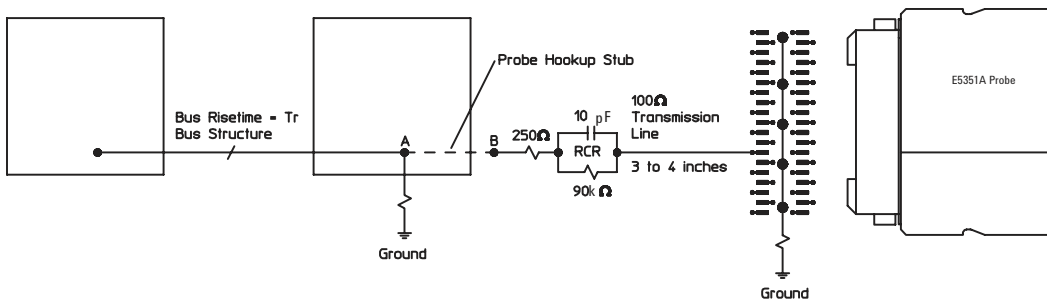 Probe Hookup Stub
Bus Risetime = Tr
Bus Structure
A
B
250Ω
10 pF
RCR
90k Ω
100Ω
Transmission
Line
3 to 4 inches
Ground
Ground
E5351A Probe